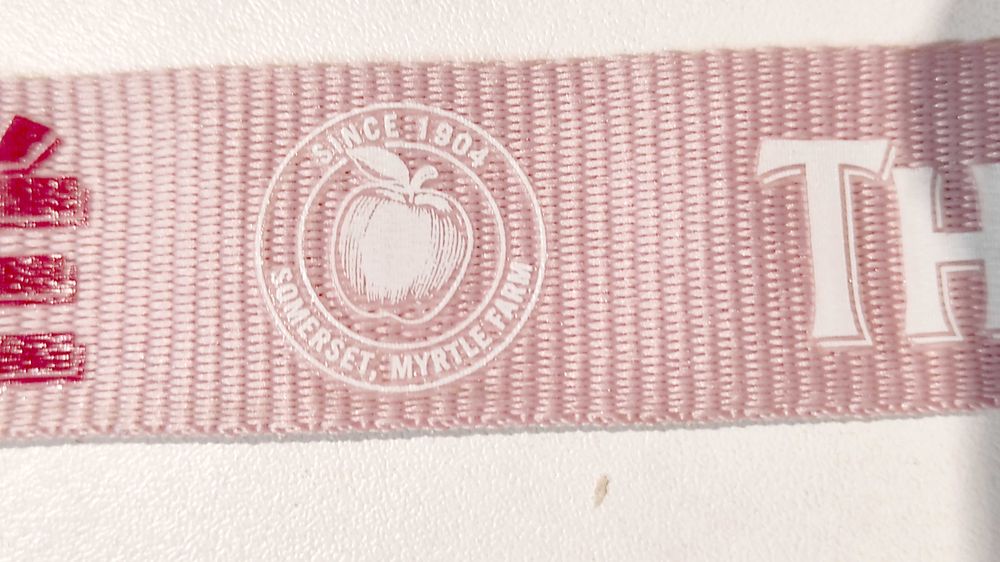 SINCE 1904
SOMERSET, MYRTLE FARM
TH